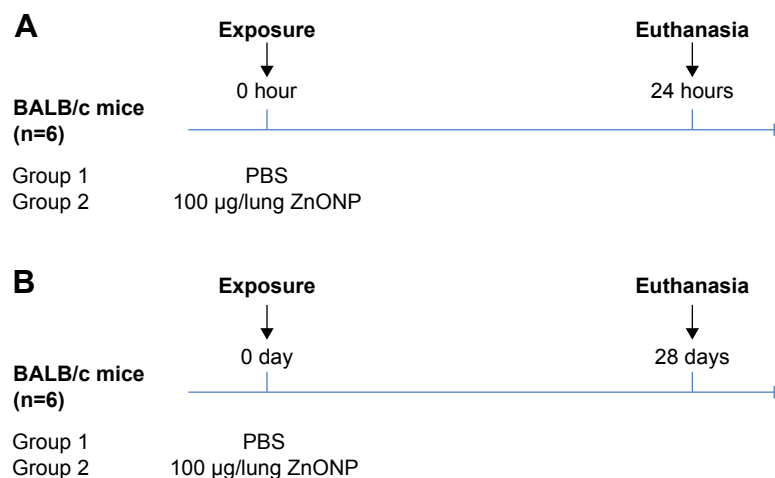 A
Exposure Euthanasia
0 hour 24 hours
BALB/c mice
(n=6)
Group 1 PBS
Group 2 100 µg/lung ZnONP
B
Exposure Euthanasia
0 day 28 days
BALB/c mice
(n=6)
Group 1 PBS
Group 2 100 µg/lung ZnONP